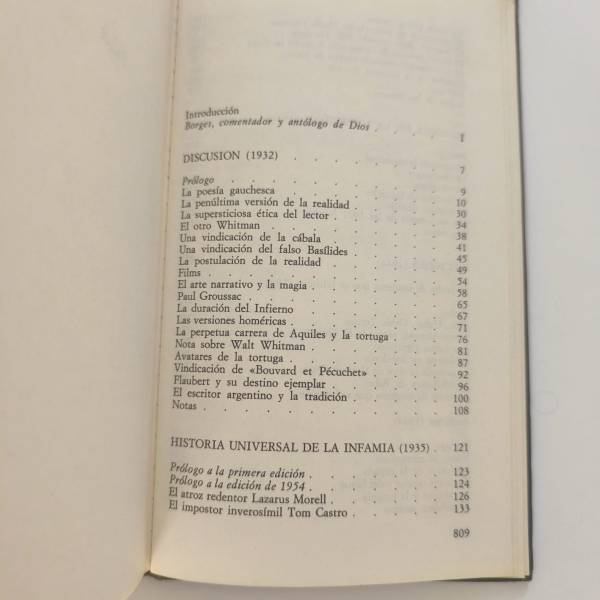 Introducción
Borges, comentador y antólogo de Dios . . . . 1
DISCUSION (1932) . . . . . . . 7
Prólogo . . . . . . . . 9
La poesía gauchesca . . . . . . 10
La penúltima versión de la realidad . . . . 30
La supersticiosa ética del lector . . . . 34
El otro Whitman . . . . . . 38
Una vindicación de la cábala . . . . 41
Una vindicación del falso Basílides . . . . 45
La postulación de la realidad . . . . 49
Films . . . . . . . . 54
El arte narrativo y la magia . . . . 58
Paul Groussac . . . . . . 65
La duración del Infierno . . . . 67
Las versiones homéricas . . . . 71
La perpetua carrera de Aquiles y la tortuga . . . 76
Nota sobre Walt Whitman . . . . 81
Avatares de la tortuga . . . . . 87
Vindicación de «Bouvard et Pécuchet» . . . . 92
Flaubert y su destino ejemplar . . . . 96
El escritor argentino y la tradición . . . . 100
Notas . . . . . . . . 108
HISTORIA UNIVERSAL DE LA INFAMIA (1935) . 121
Prólogo a la primera edición . . . . . 123
Prólogo a la edición de 1954 . . . . . 124
El atroz redentor Lazarus Morell . . . . 126
El impostor inverosímil Tom Castro . . . . 133
809